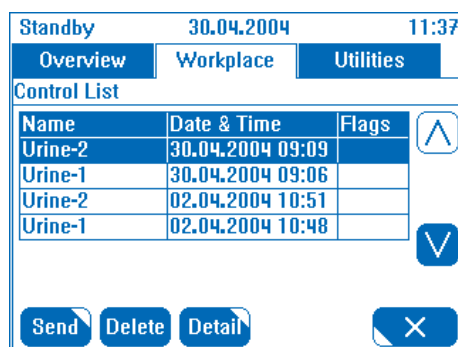 Standby 30.04.2004 11:37
Overview Workplace Utilities
Control List
Name Date & Time Flags
Urine-2 30.04.2004 09:09
Urine-1 30.04.2004 09:06
Urine-2 02.04.2004 10:51
Urine-1 02.04.2004 10:48
Send Delete Detail